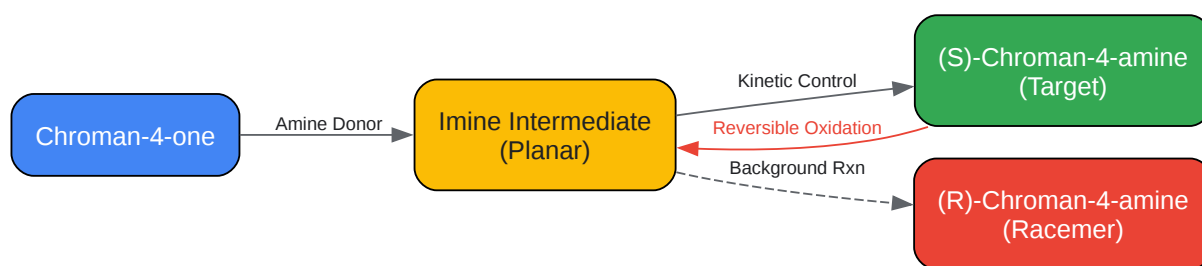 Chroman-4-one
Amine Donor
Imine Intermediate
(Planar)
Kinetic Control
Reversible Oxidation
Background Rxn
(S)-Chroman-4-amine
(Target)
(R)-Chroman-4-amine
(Racemer)